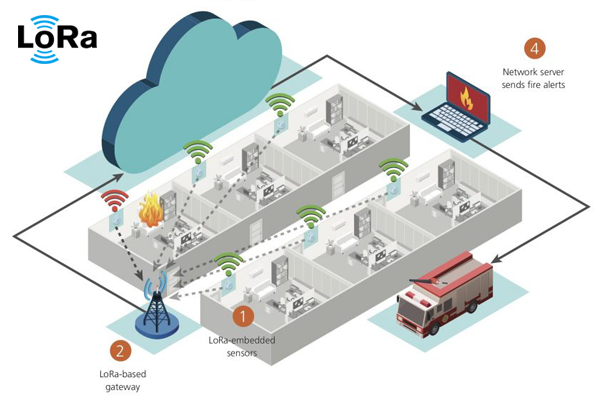 LoRa
4
Network server
sends fire alerts
1
LoRa-embedded
sensors
2
LoRa-based
gateway